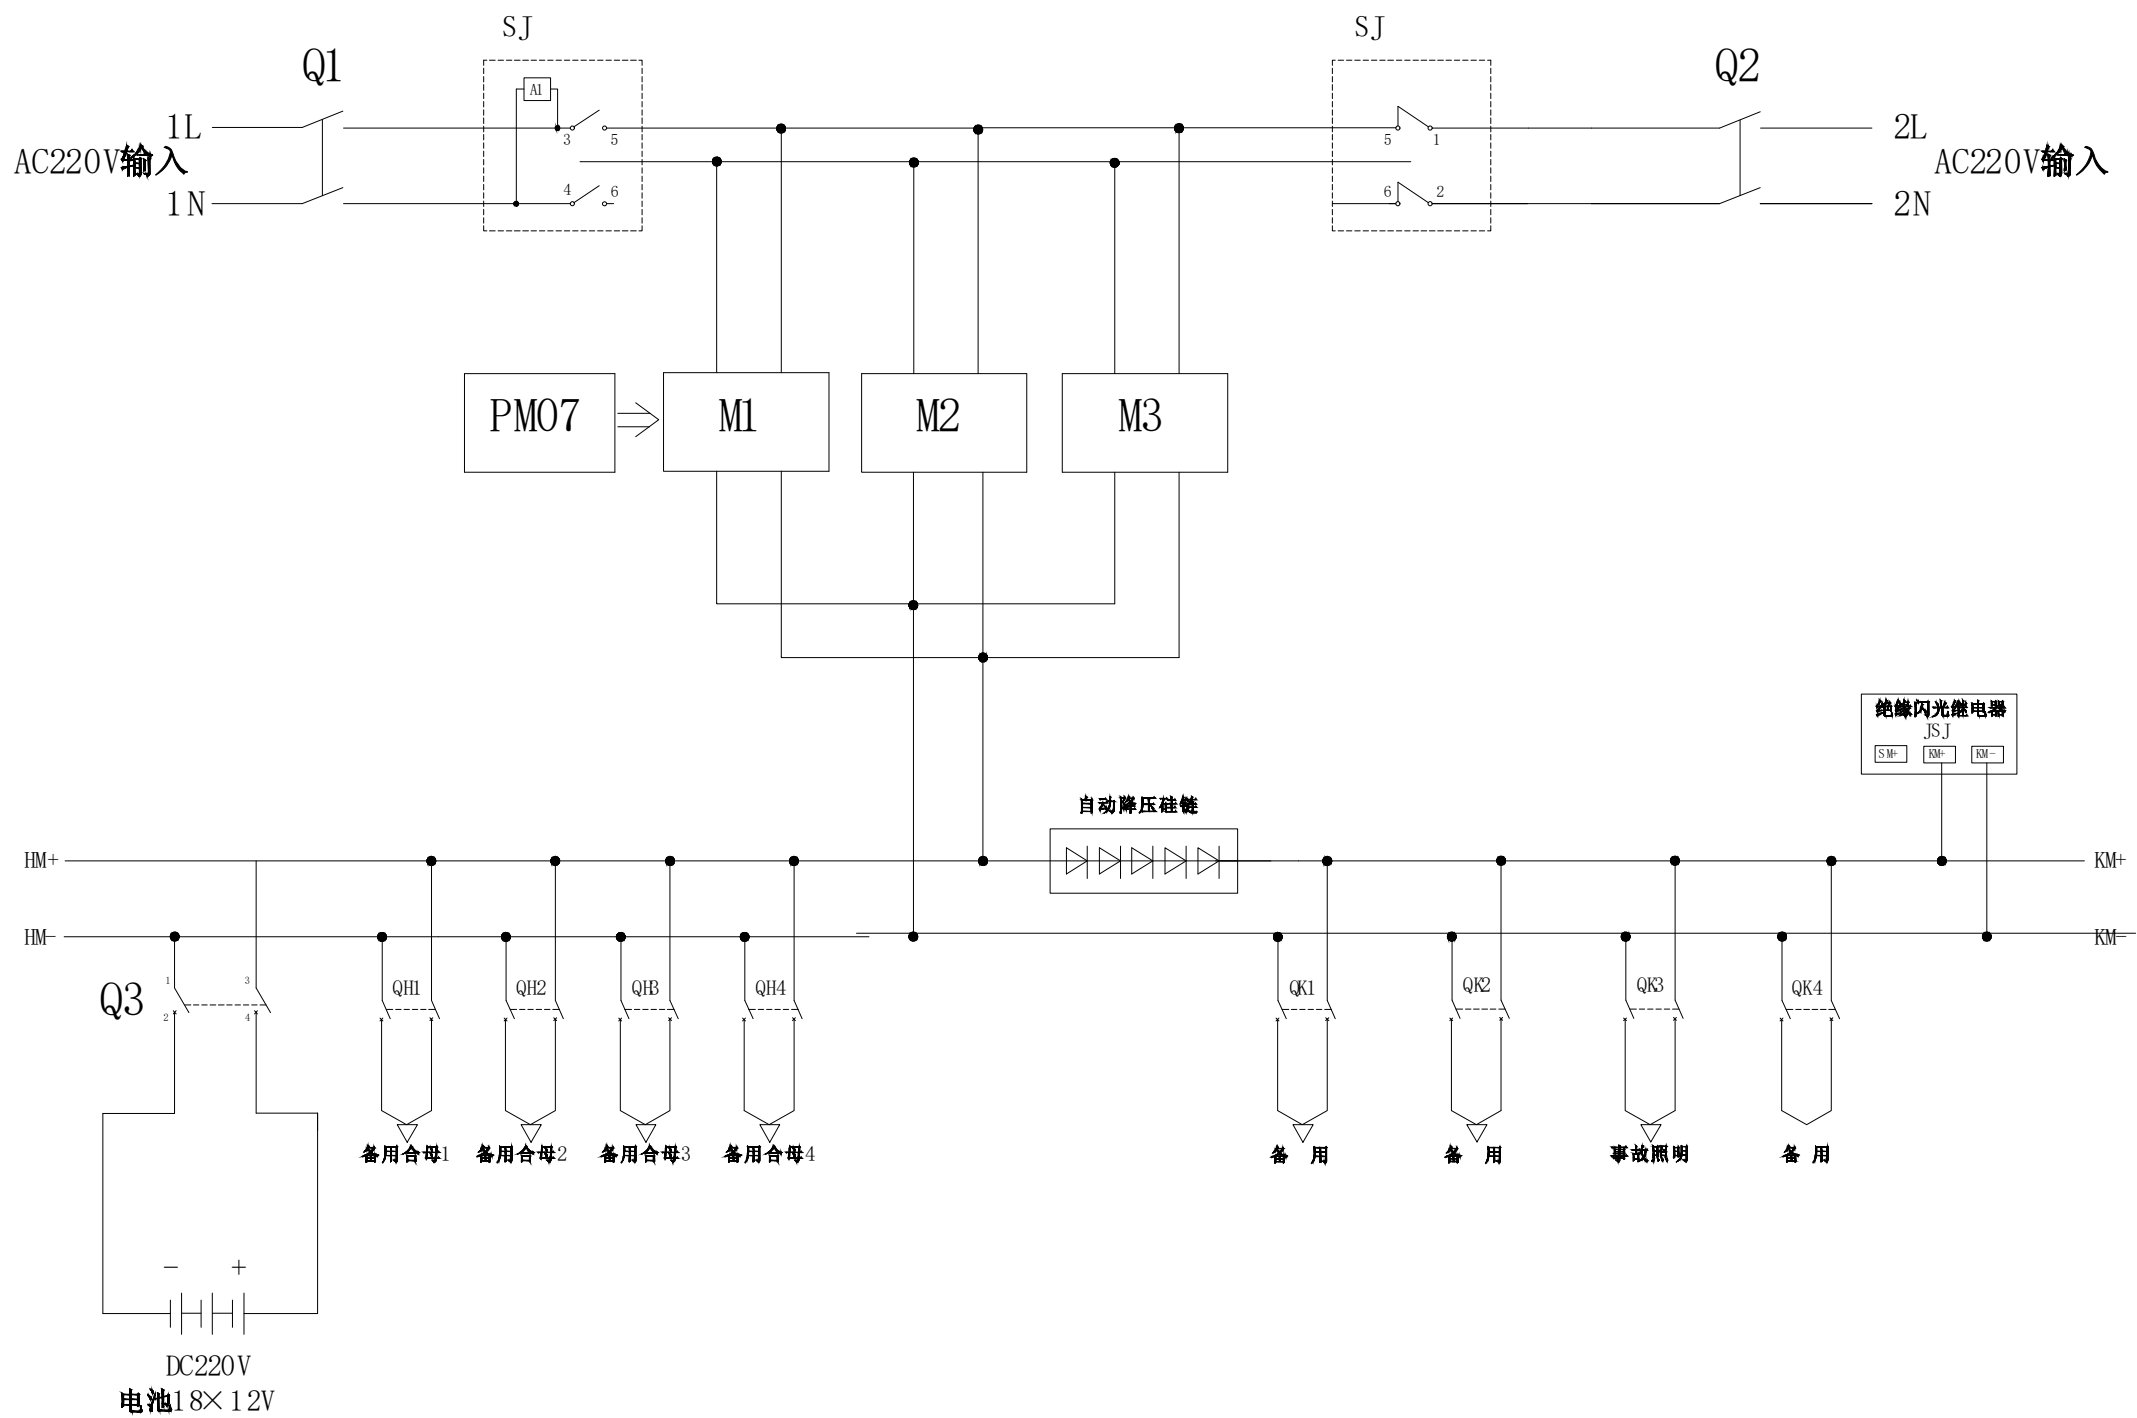 SJ
SJ
Q1
Q2
A1
1L
3
5
5
1
2L
AC220V输入
AC220V输入
1N
4
6
6
2
2N
PM07
M1
M2
M3
绝缘闪光继电器
JSJ
SM+
KM+
KM-
自动降压硅链
HM+
KM+
HM-
KM-
Q3
1
3
2
4
QH1
QH2
QH3
QH4
QK1
QK2
QK3
QK4
备用合母1
备用合母2
备用合母3
备用合母4
备 用
备 用
事故照明
备 用
- +
DC220V
电池18×12V